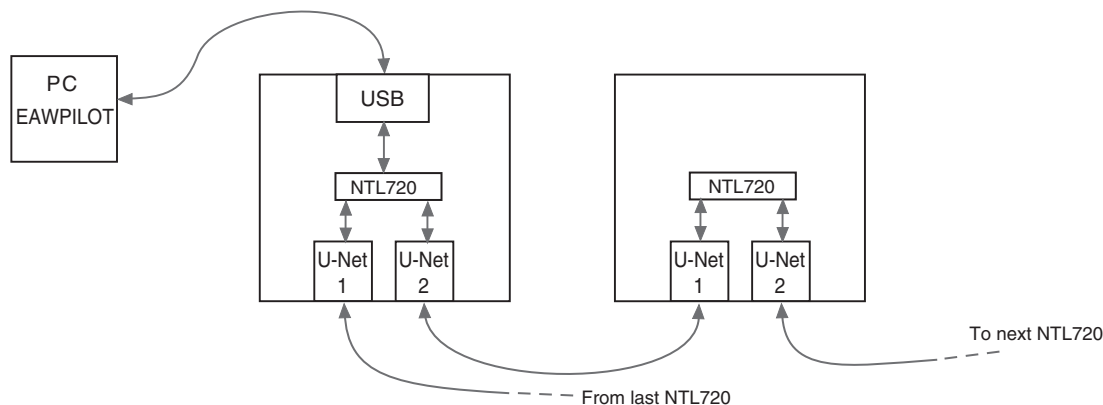 PC
EAWPILOT
USB
NTL720
U-Net
1
U-Net
2
NTL720
U-Net
1
U-Net
2
To next NTL720
From last NTL720